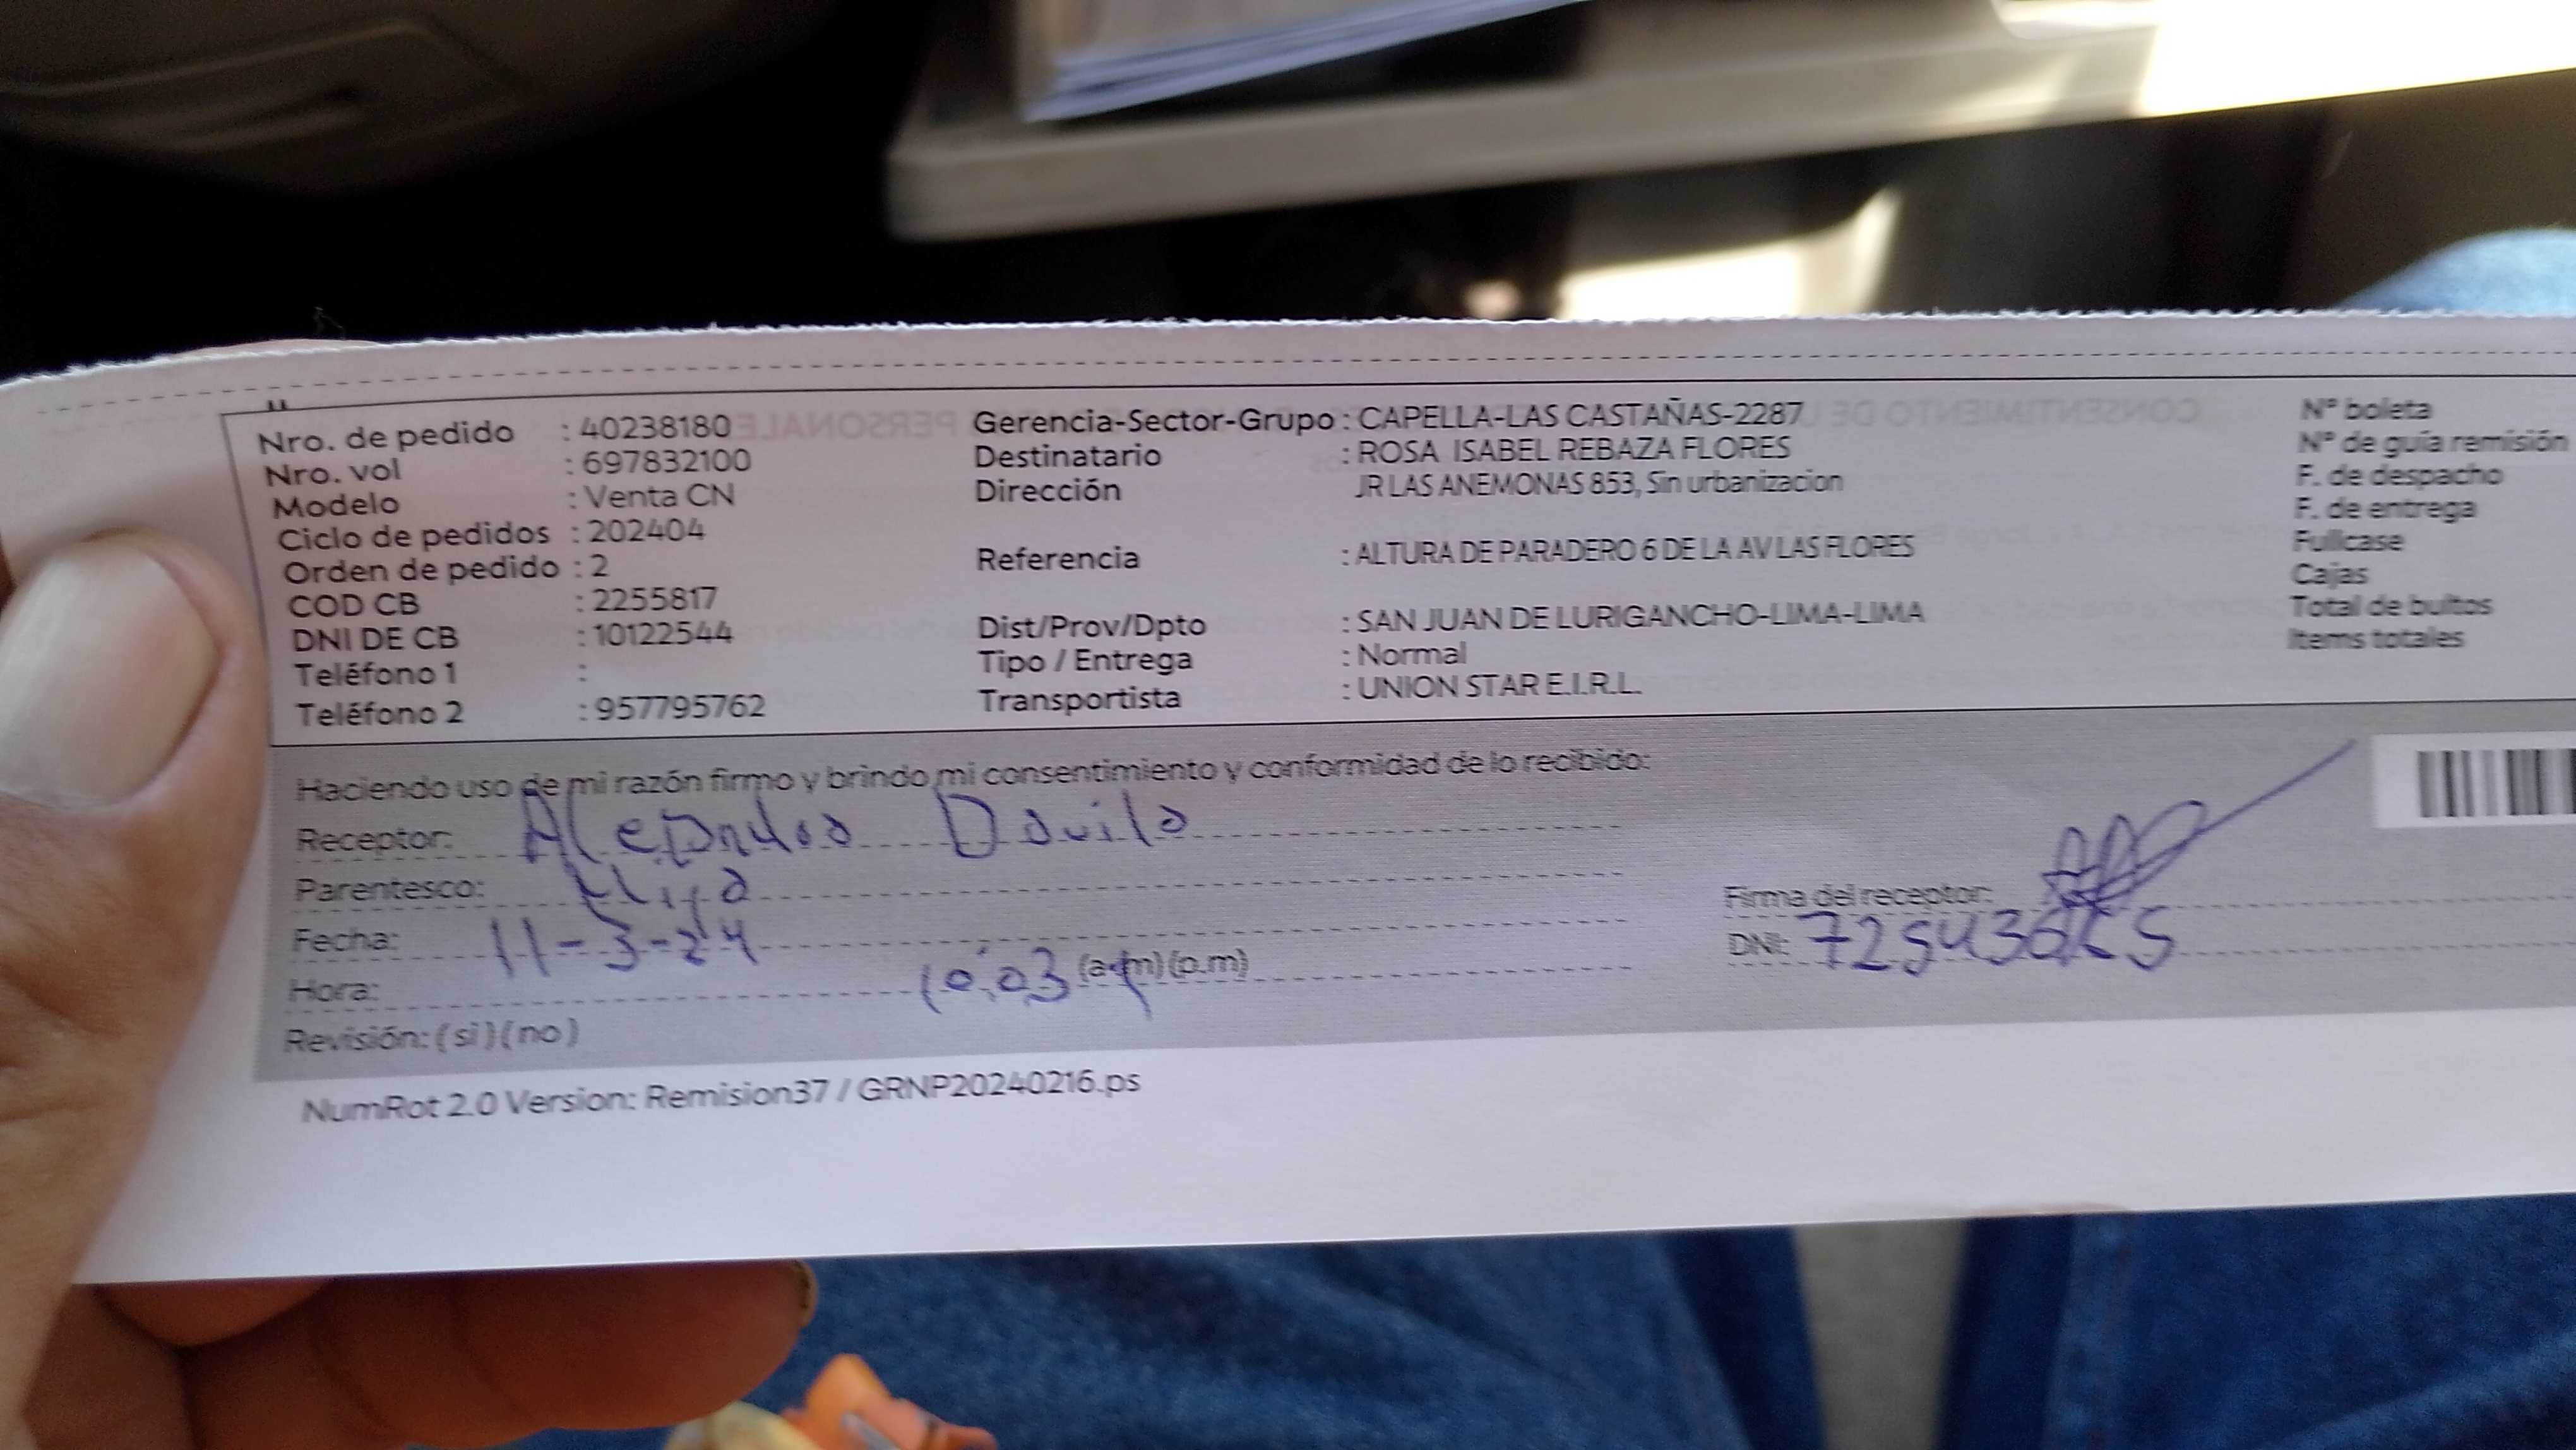 Nro. de pedido : 40238180
Nro. vol : 697832100
Modelo : Venta CN
Ciclo de pedidos : 202404
Orden de pedido : 2
COD CB : 2255817
DNI DE CB : 10122544
Teléfono 1 :
Teléfono 2 : 957795762
Gerencia-Sector-Grupo : CAPELLA-LAS CASTAÑAS-2287
Destinatario : ROSA ISABEL REBAZA FLORES
Dirección JR LAS ANEMONAS 853, Sin urbanizacion
Referencia : ALTURA DE PARADERO 6 DE LA AV LAS FLORES
Dist/Prov/Dpto : SAN JUAN DE LURIGANCHO-LIMA-LIMA
Tipo / Entrega : Normal
Transportista : UNION STAR E.I.R.L.
N° boleta
N° de guía remisión
F. de despacho
F. de entrega
Fullcase
Cajas
Total de bultos
Items totales
Haciendo uso de mi razón firmo y brindo mi consentimiento y conformidad de lo recibido:
Receptor: Davila
Parentesco: Hija
Fecha: 11-3-24
Hora: 10:03 (a.m) (p.m)
Revisión: ( si ) ( no )
Firma del receptor:
DNI:
NumRot 2.0 Version: Remision37 / GRNP20240216.ps